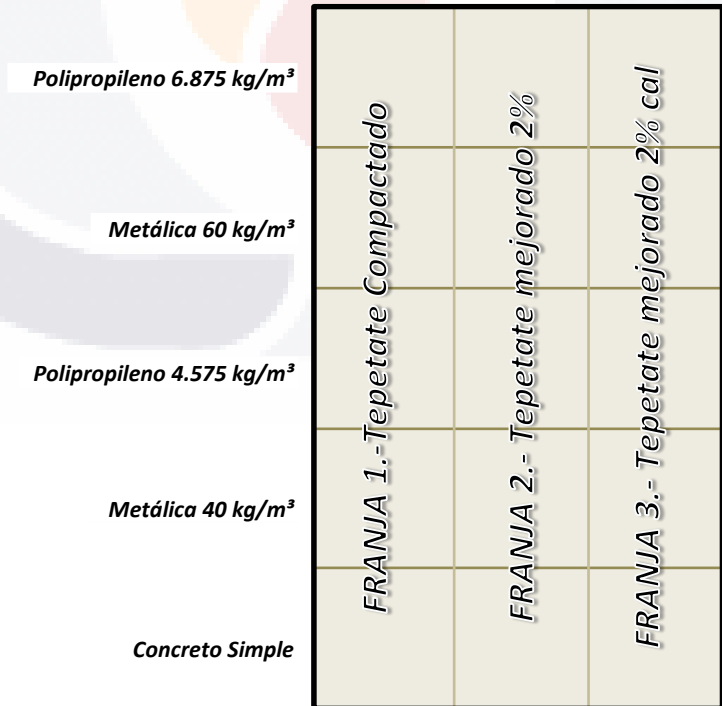 Polipropileno 6.875 kg/m³
Metálica 60 kg/m³
Polipropileno 4.575 kg/m³
Metálica 40 kg/m³
Concreto Simple
FRANJA 1.-Tepetate Compactado
FRANJA 2.- Tepetate mejorado 2%
FRANJA 3.- Tepetate mejorado 2% cal